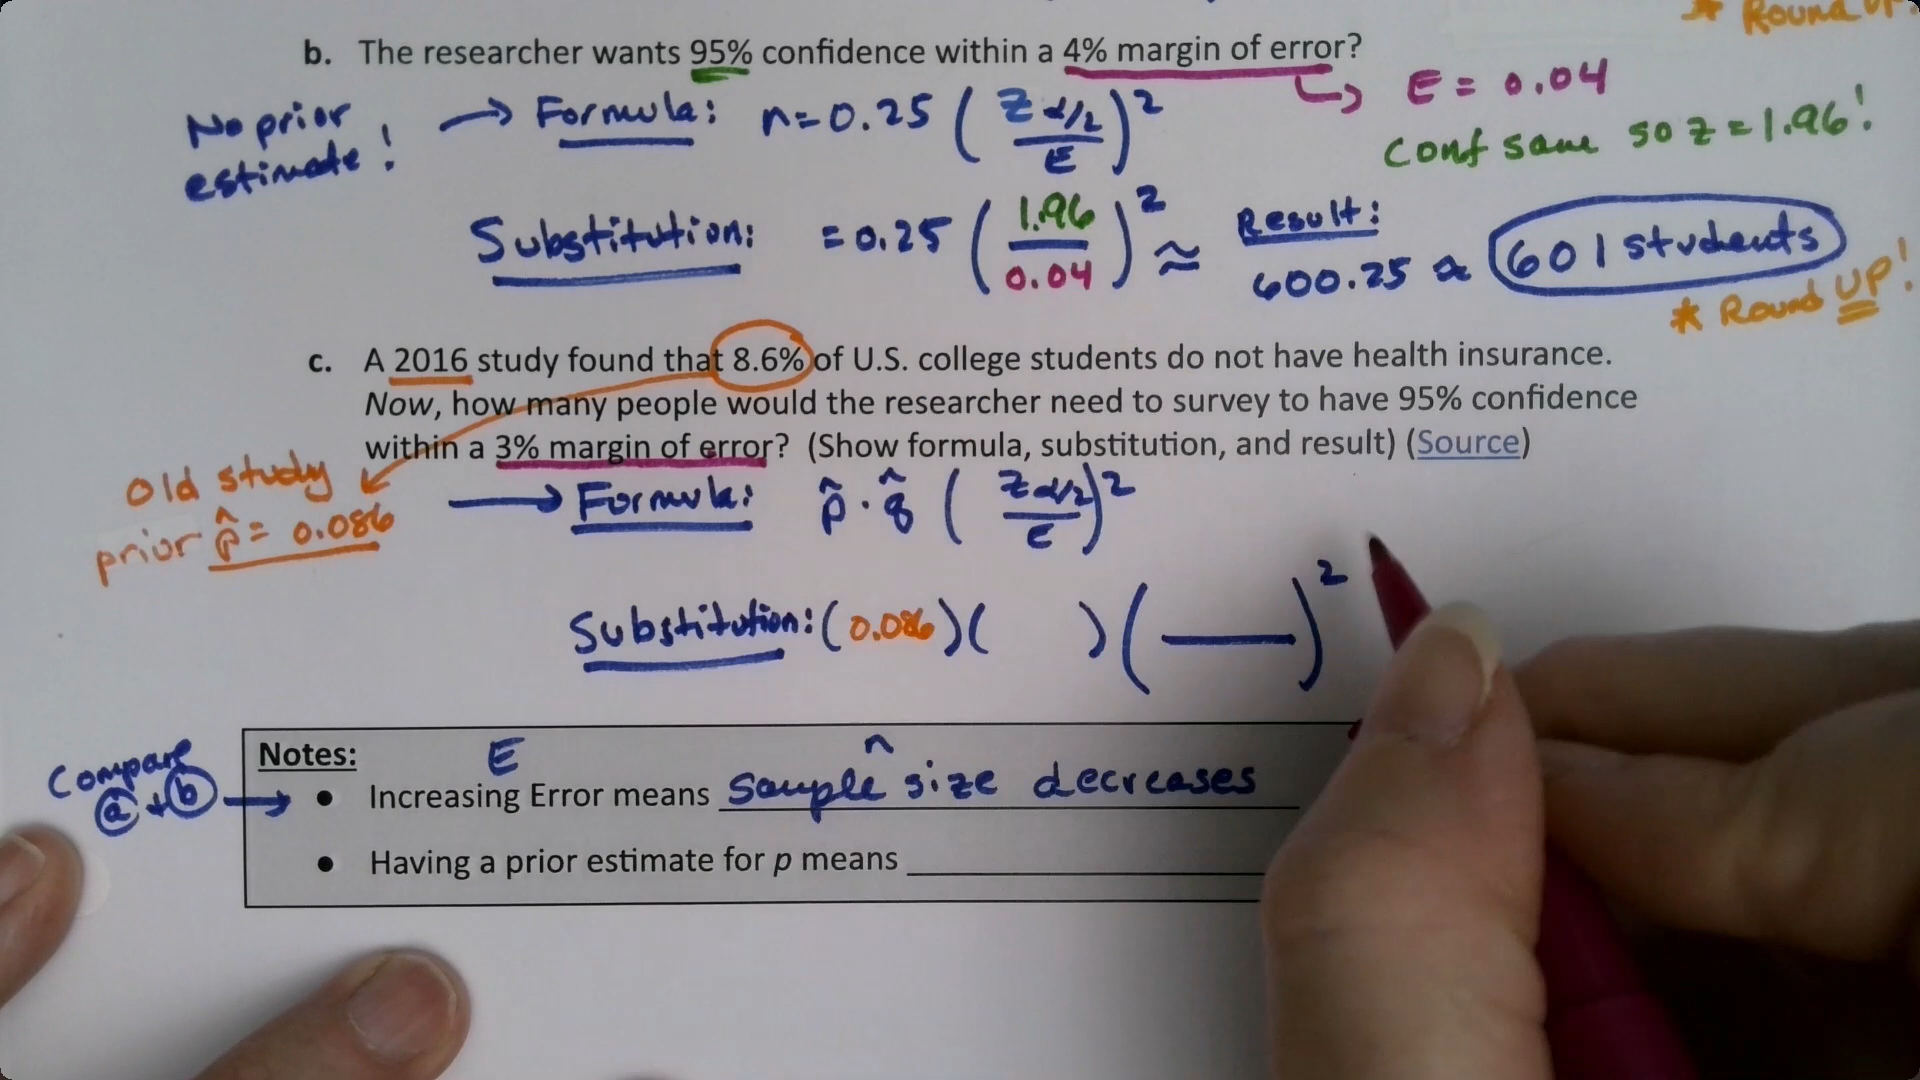 * Round UP!
b. The researcher wants 95% confidence within a 4% margin of error?
E = 0.04
No prior estimate!
→ Formula: n=0.25 ( Zα/2 / E )²
Conf same so z = 1.96!
Substitution: = 0.25 ( 1.96 / 0.04 )² ≈
Result:
600.25 ≈ 601 students
* Round UP!
c. A 2016 study found that 8.6% of U.S. college students do not have health insurance.
Now, how many people would the researcher need to survey to have 95% confidence
within a 3% margin of error? (Show formula, substitution, and result) (Source)
Old study
prior p̂ = 0.086
→ Formula: p̂ · q̂ ( Zα/2 / E )²
Substitution: (0.086)( )( — )²
Compare
a + b →
Notes:
E n
• Increasing Error means sample size decreases
• Having a prior estimate for p means